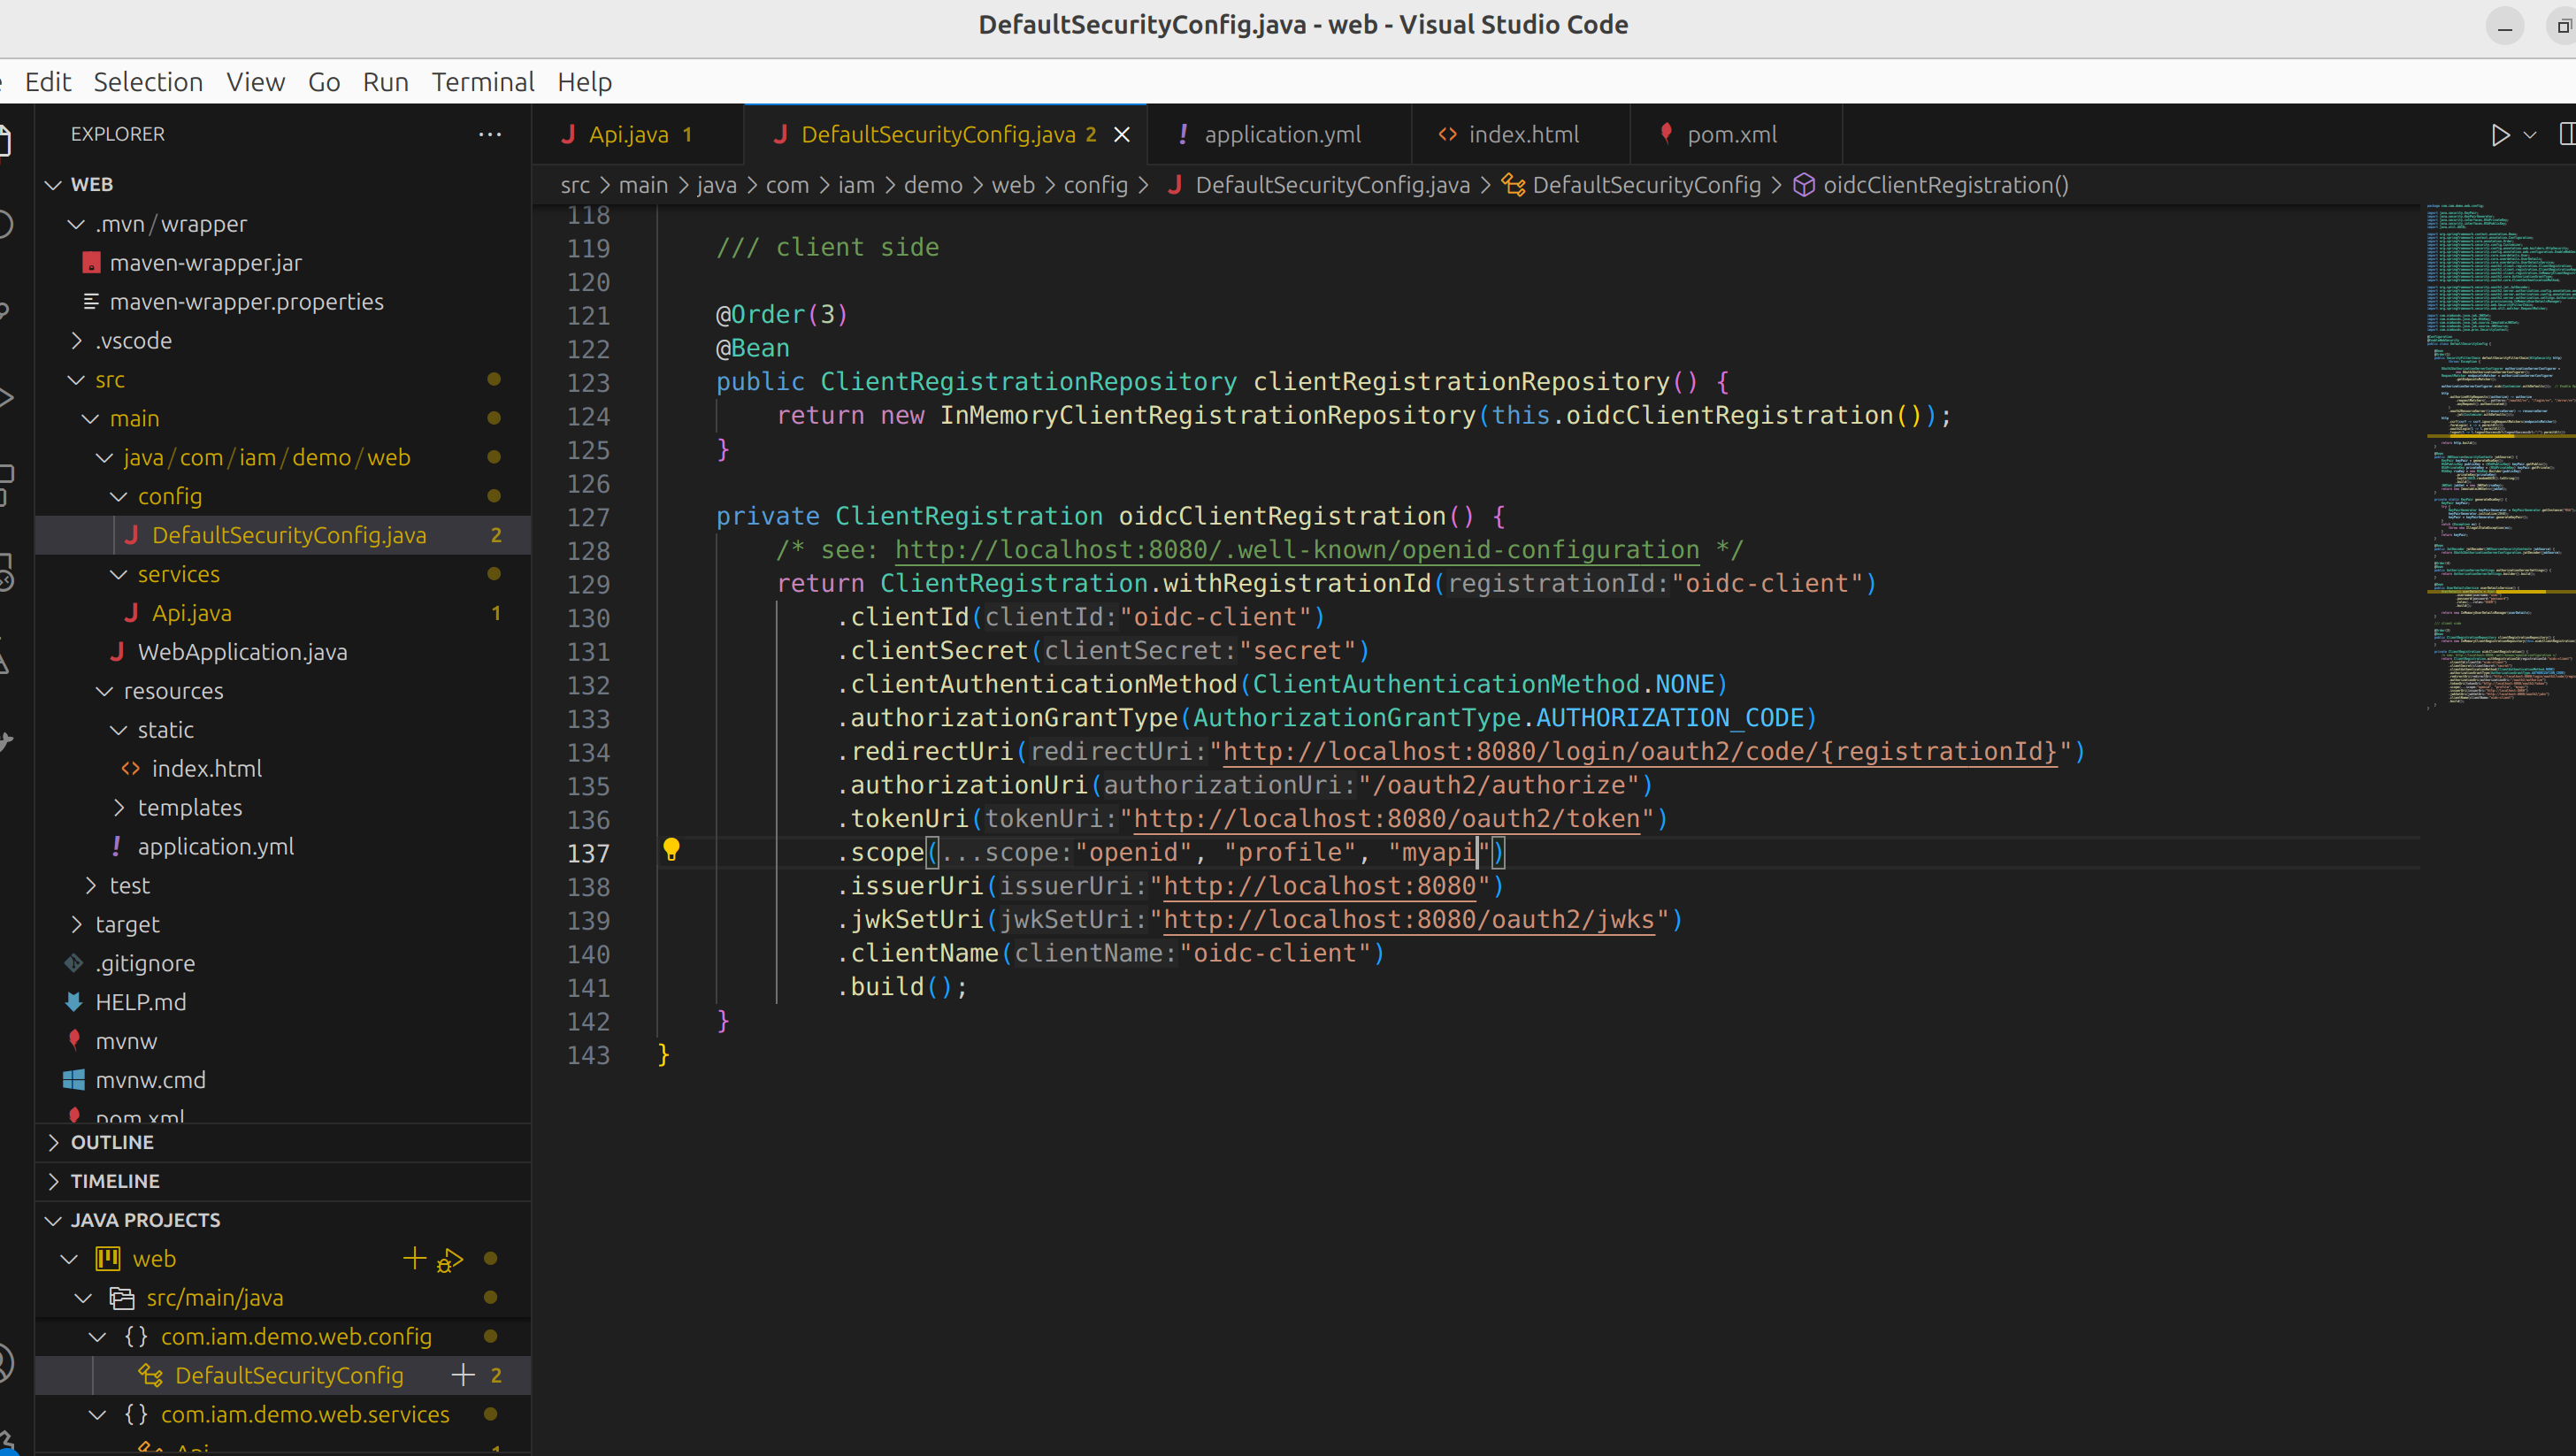 DefaultSecurityConfig.java - web - Visual Studio Code
Edit Selection View Go Run Terminal Help
EXPLORER
WEB
.mvn / wrapper
maven-wrapper.jar
maven-wrapper.properties
.vscode
src
main
java / com / iam / demo / web
config
DefaultSecurityConfig.java 2
services
Api.java 1
WebApplication.java
resources
static
index.html
templates
application.yml
test
target
.gitignore
HELP.md
mvnw
mvnw.cmd
pom.xml
OUTLINE
TIMELINE
JAVA PROJECTS
web
src/main/java
com.iam.demo.web.config
DefaultSecurityConfig 2
com.iam.demo.web.services
Api 1
Api.java 1 DefaultSecurityConfig.java 2 application.yml index.html pom.xml
src > main > java > com > iam > demo > web > config > DefaultSecurityConfig.java > DefaultSecurityConfig > oidcClientRegistration()
118
119 /// client side
120
121 @Order(3)
122 @Bean
123 public ClientRegistrationRepository clientRegistrationRepository() {
124 return new InMemoryClientRegistrationRepository(this.oidcClientRegistration());
125 }
126
127 private ClientRegistration oidcClientRegistration() {
128 /* see: http://localhost:8080/.well-known/openid-configuration */
129 return ClientRegistration.withRegistrationId(registrationId:"oidc-client")
130 .clientId(clientId:"oidc-client")
131 .clientSecret(clientSecret:"secret")
132 .clientAuthenticationMethod(ClientAuthenticationMethod.NONE)
133 .authorizationGrantType(AuthorizationGrantType.AUTHORIZATION_CODE)
134 .redirectUri(redirectUri:"http://localhost:8080/login/oauth2/code/{registrationId}")
135 .authorizationUri(authorizationUri:"/oauth2/authorize")
136 .tokenUri(tokenUri:"http://localhost:8080/oauth2/token")
137 .scope(...scope:"openid", "profile", "myapi")
138 .issuerUri(issuerUri:"http://localhost:8080")
139 .jwkSetUri(jwkSetUri:"http://localhost:8080/oauth2/jwks")
140 .clientName(clientName:"oidc-client")
141 .build();
142 }
143 }